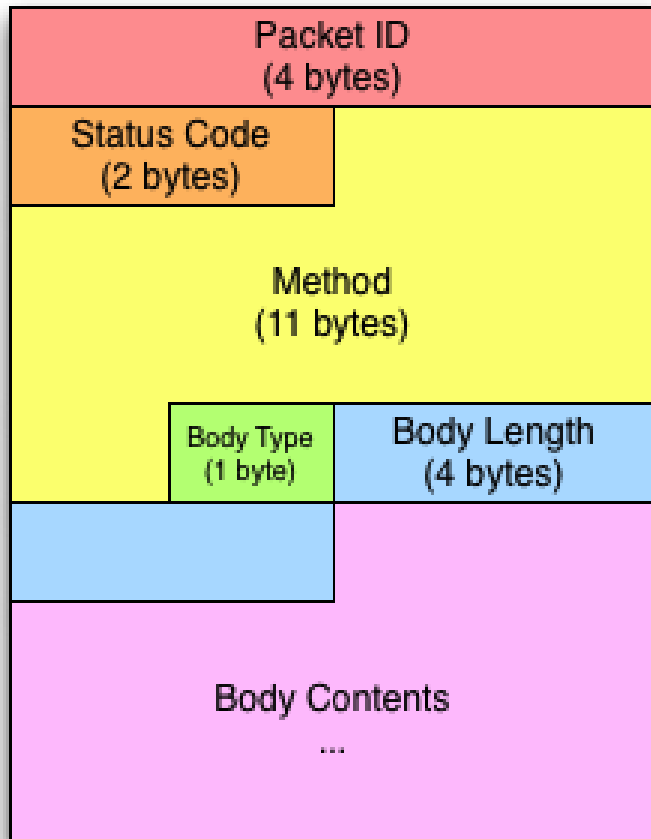 Packet ID
(4 bytes)
Status Code
(2 bytes)
Method
(11 bytes)
Body Type
(1 byte)
Body Length
(4 bytes)
Body Contents
...